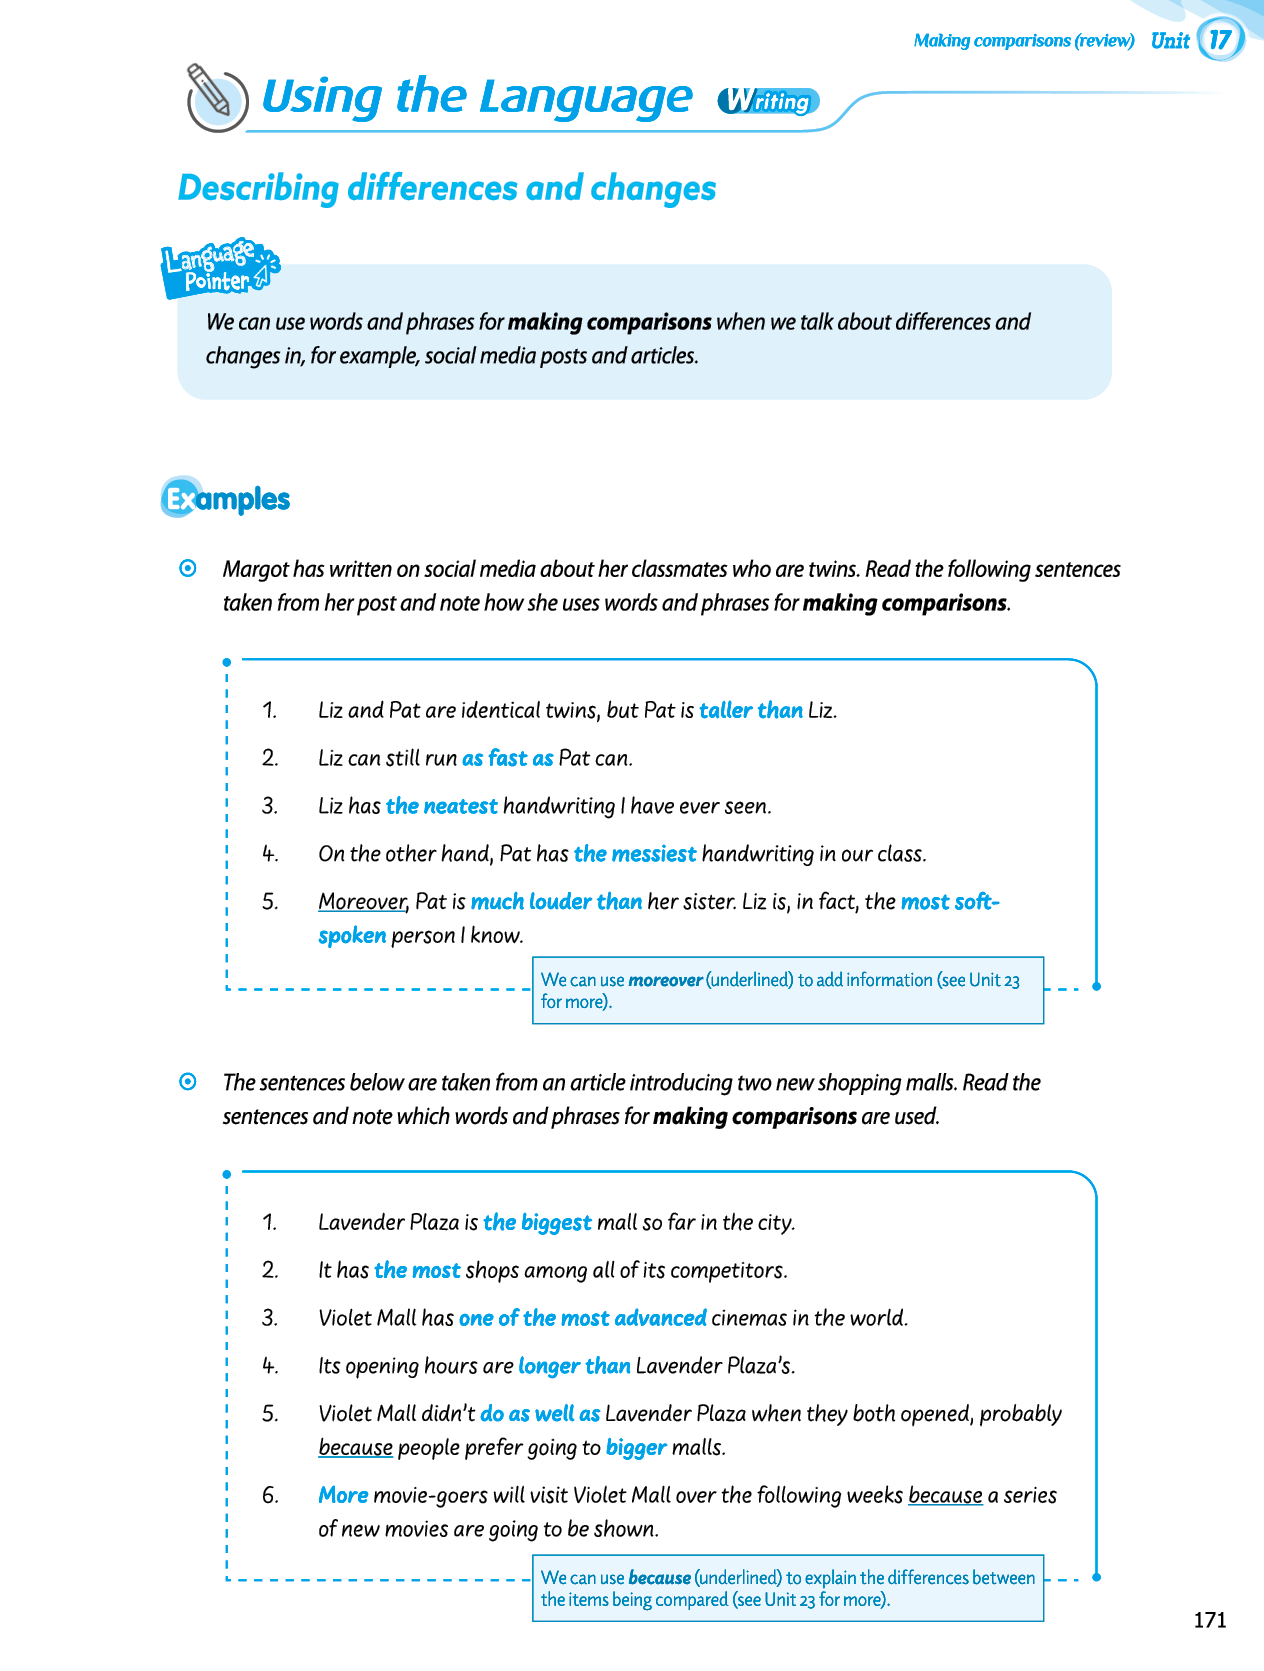 Making comparisons (review) Unit 17
Using the Language Writing
Describing differences and changes
Language
Pointer
We can use words and phrases for making comparisons when we talk about differences and
changes in, for example, social media posts and articles.
Examples
Margot has written on social media about her classmates who are twins. Read the following sentences
taken from her post and note how she uses words and phrases for making comparisons.
1. Liz and Pat are identical twins, but Pat is taller than Liz.
2. Liz can still run as fast as Pat can.
3. Liz has the neatest handwriting I have ever seen.
4. On the other hand, Pat has the messiest handwriting in our class.
5. Moreover, Pat is much louder than her sister. Liz is, in fact, the most soft-
spoken person I know.
We can use moreover (underlined) to add information (see Unit 23
for more).
The sentences below are taken from an article introducing two new shopping malls. Read the
sentences and note which words and phrases for making comparisons are used.
1. Lavender Plaza is the biggest mall so far in the city.
2. It has the most shops among all of its competitors.
3. Violet Mall has one of the most advanced cinemas in the world.
4. Its opening hours are longer than Lavender Plaza's.
5. Violet Mall didn't do as well as Lavender Plaza when they both opened, probably
because people prefer going to bigger malls.
6. More movie-goers will visit Violet Mall over the following weeks because a series
of new movies are going to be shown.
We can use because (underlined) to explain the differences between
the items being compared (see Unit 23 for more).
171